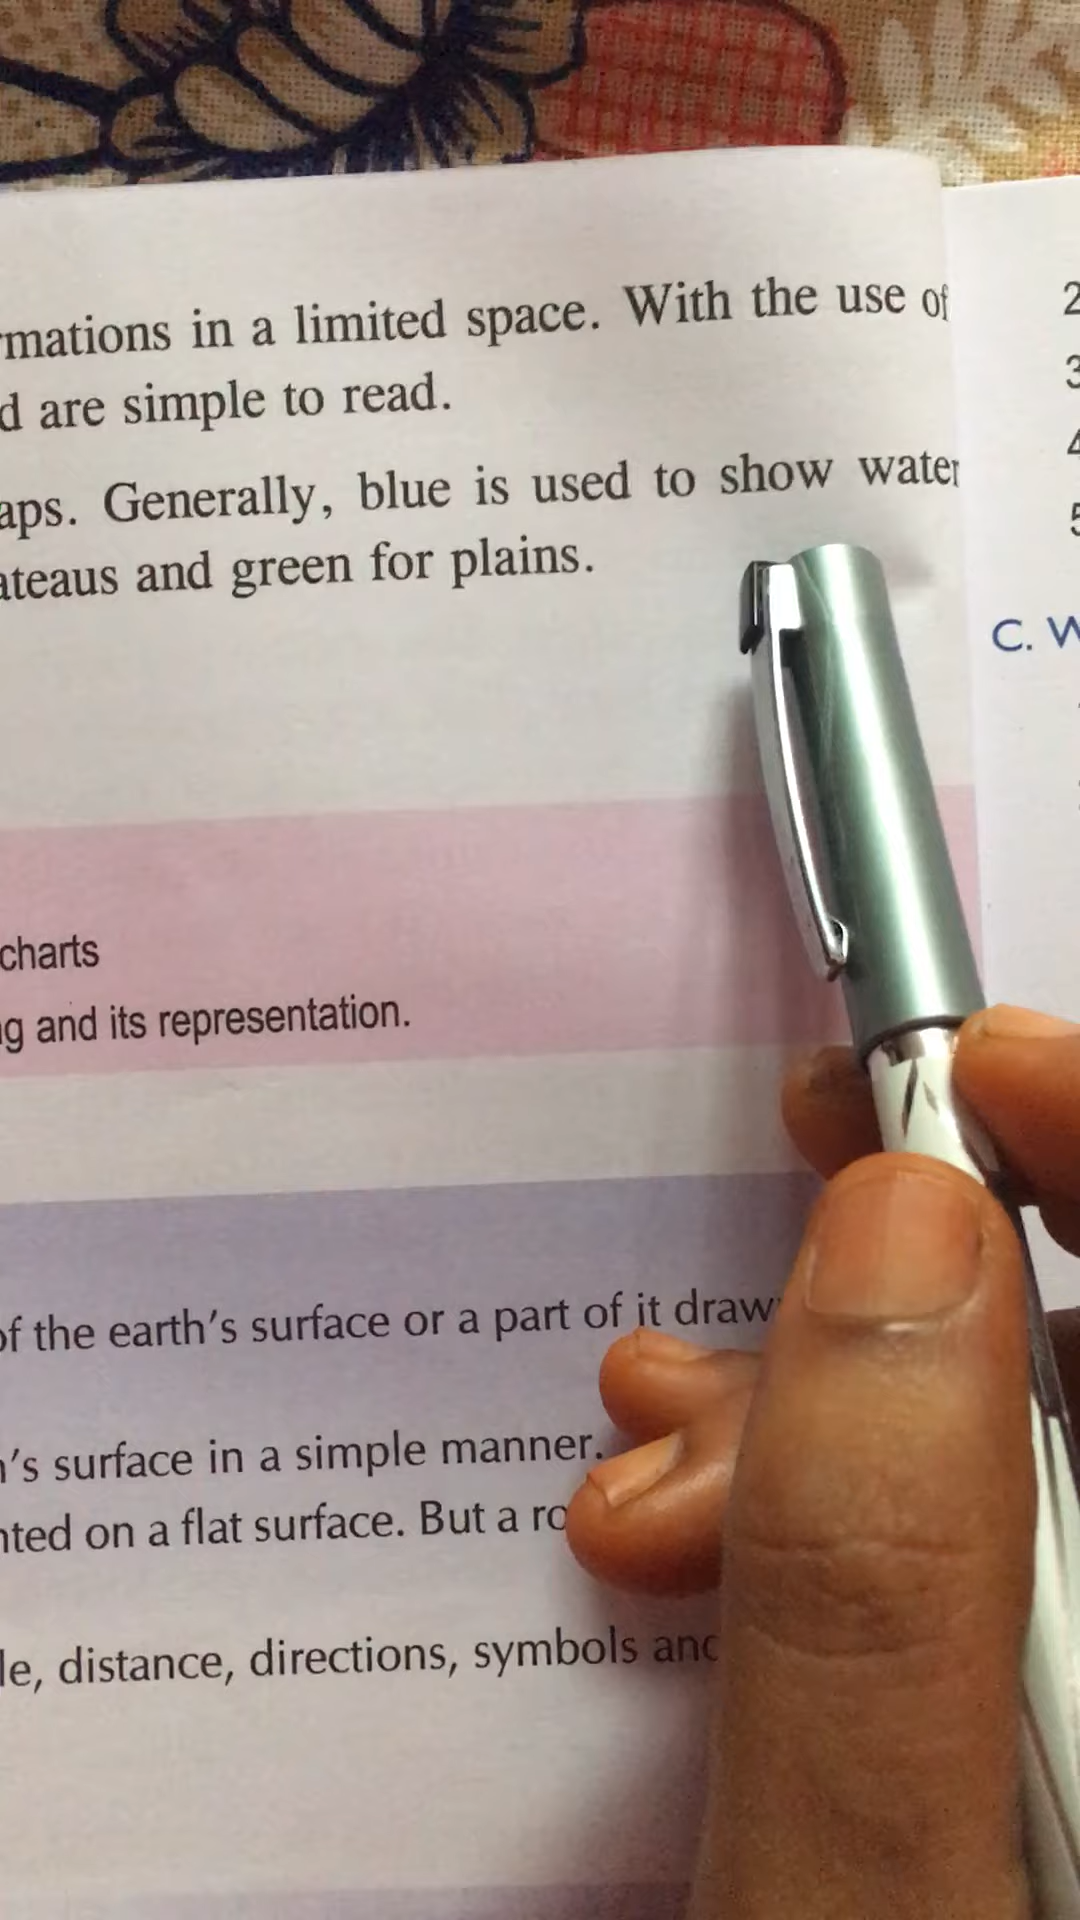 rmations in a limited space. With the use of
d are simple to read.
aps. Generally, blue is used to show water
ateaus and green for plains.
charts
g and its representation.
of the earth's surface or a part of it draw
's surface in a simple manner.
nted on a flat surface. But a ro
le, distance, directions, symbols and
2
3
4
5
C. W